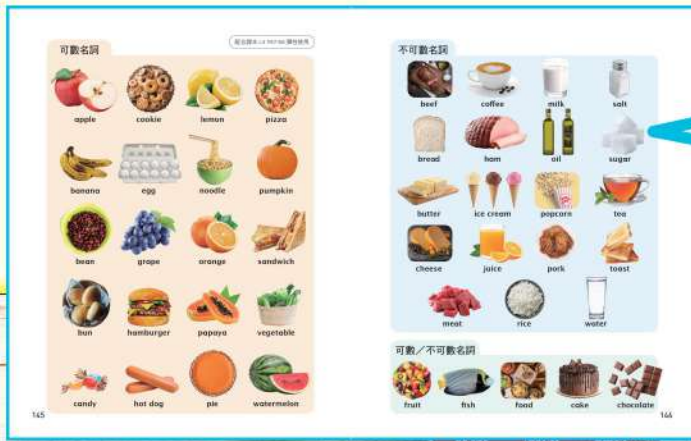 可數名詞
apple cookie lemon pizza
banana egg noodle pumpkin
bean grape orange sandwich
bun hamburger papaya vegetable
candy hot dog pie watermelon
145
不可數名詞
beef coffee milk salt
bread ham oil sugar
butter ice cream popcorn tea
cheese juice pork toast
meat rice water
可數／不可數名詞
fruit fish food cake chocolate
144